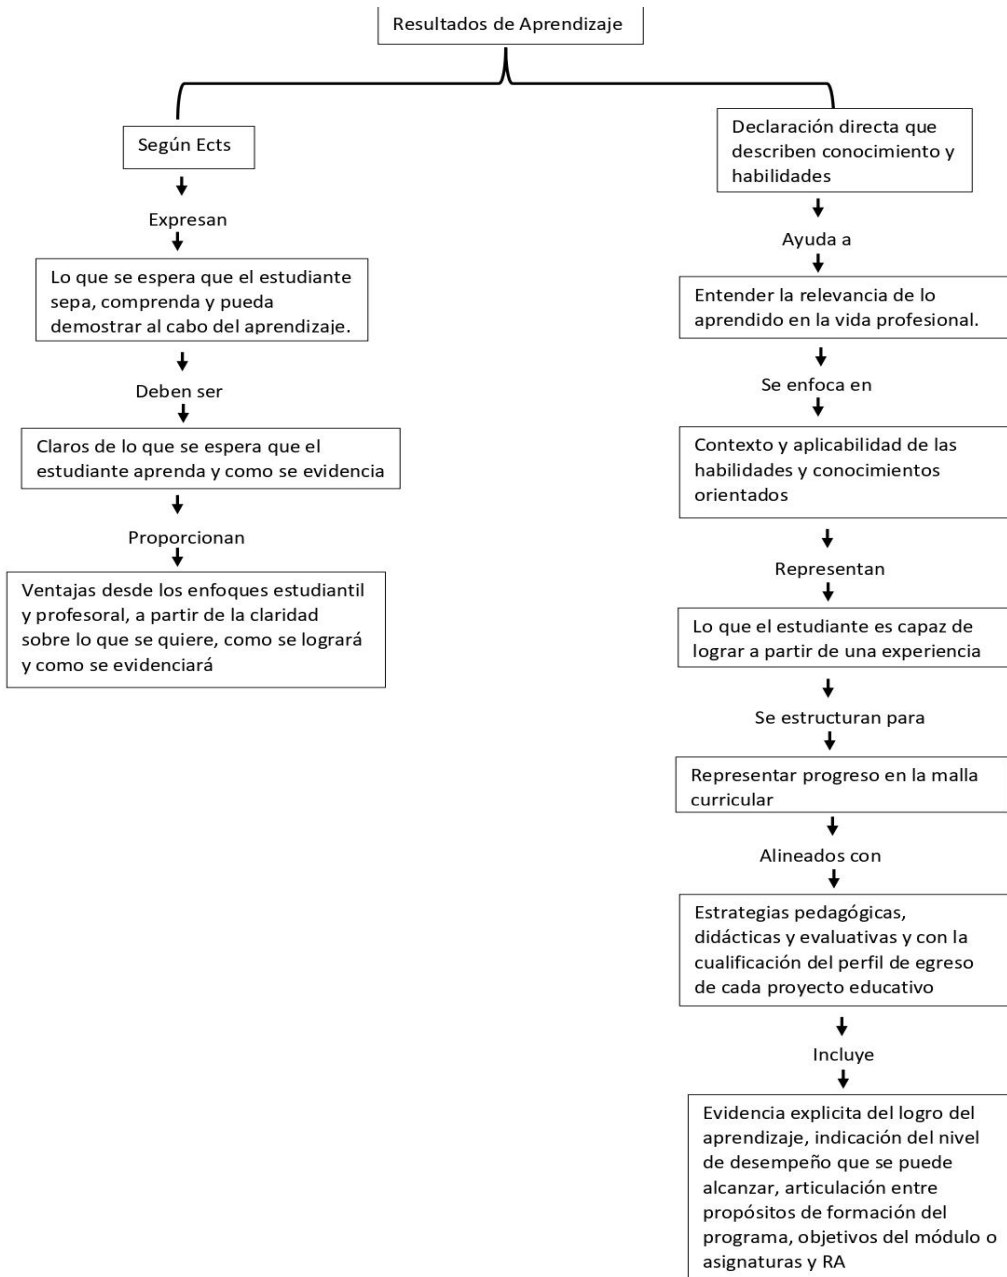 Resultados de Aprendizaje
Según Ects
Expresan
Lo que se espera que el estudiante
sepa, comprenda y pueda
demostrar al cabo del aprendizaje.
Deben ser
Claros de lo que se espera que el
estudiante aprenda y como se evidencia
Proporcionan
Ventajas desde los enfoques estudiantil
y profesoral, a partir de la claridad
sobre lo que se quiere, como se logrará
y como se evidenciará
Declaración directa que
describen conocimiento y
habilidades
Ayuda a
Entender la relevancia de lo
aprendido en la vida profesional.
Se enfoca en
Contexto y aplicabilidad de las
habilidades y conocimientos
orientados
Representan
Lo que el estudiante es capaz de
lograr a partir de una experiencia
Se estructuran para
Representar progreso en la malla
curricular
Alineados con
Estrategias pedagógicas,
didácticas y evaluativas y con la
cualificación del perfil de egreso
de cada proyecto educativo
Incluye
Evidencia explicita del logro del
aprendizaje, indicación del nivel
de desempeño que se puede
alcanzar, articulación entre
propósitos de formación del
programa, objetivos del módulo o
asignaturas y RA